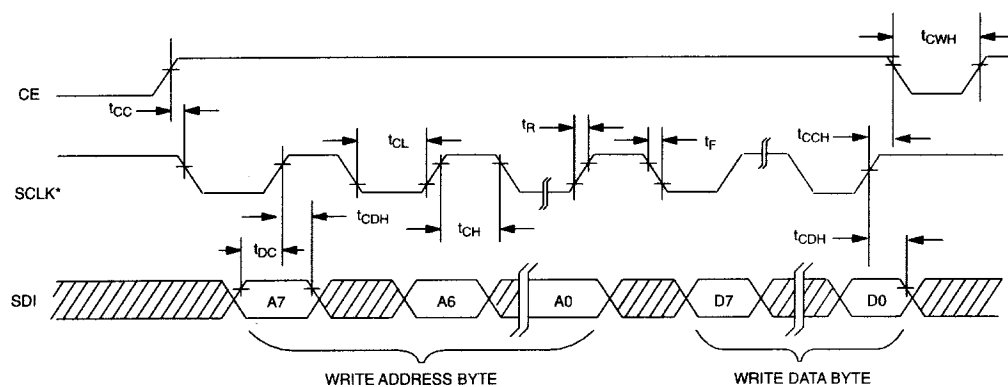 tCWH
CE
tCC
tCL
tR
tF
tCCH
SCLK*
tCDH
tCH
tCDH
tDC
SDI
A7
A6
A0
D7
D0
WRITE ADDRESS BYTE
WRITE DATA BYTE